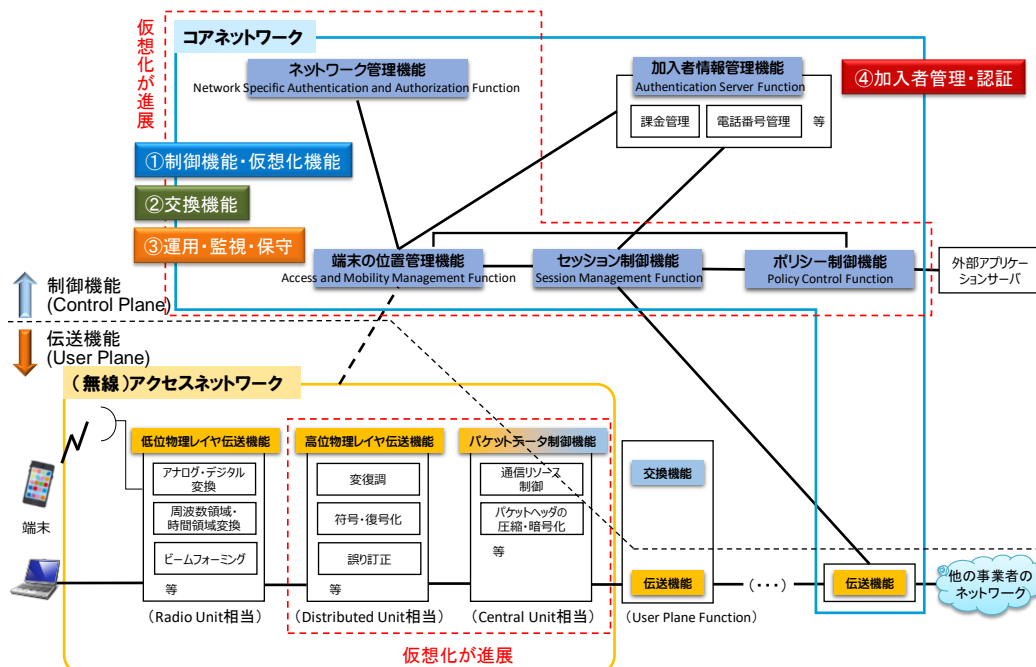 仮想化が進展
コアネットワーク
ネットワーク管理機能
Network Specific Authentication and Authorization Function
加入者情報管理機能
Authentication Server Function
課金管理
電話番号管理
等
④加入者管理・認証
①制御機能・仮想化機能
②交換機能
③運用・監視・保守
端末の位置管理機能
Access and Mobility Management Function
セッション制御機能
Session Management Function
ポリシー制御機能
Policy Control Function
外部アプリケー
ションサーバ
制御機能
(Control Plane)
伝送機能
(User Plane)
（無線）アクセスネットワーク
低位物理レイヤ伝送機能
アナログ・デジタル
変換
周波数領域・
時間領域変換
ビームフォーミング
等
（Radio Unit相当）
高位物理レイヤ伝送機能
変復調
符号・復号化
誤り訂正
等
（Distributed Unit相当）
パケットデータ制御機能
通信リソース
制御
パケットヘッダの
圧縮・暗号化
等
（Central Unit相当）
仮想化が進展
交換機能
伝送機能
（User Plane Function）
（・・・）
伝送機能
他の事業者の
ネットワーク
端末